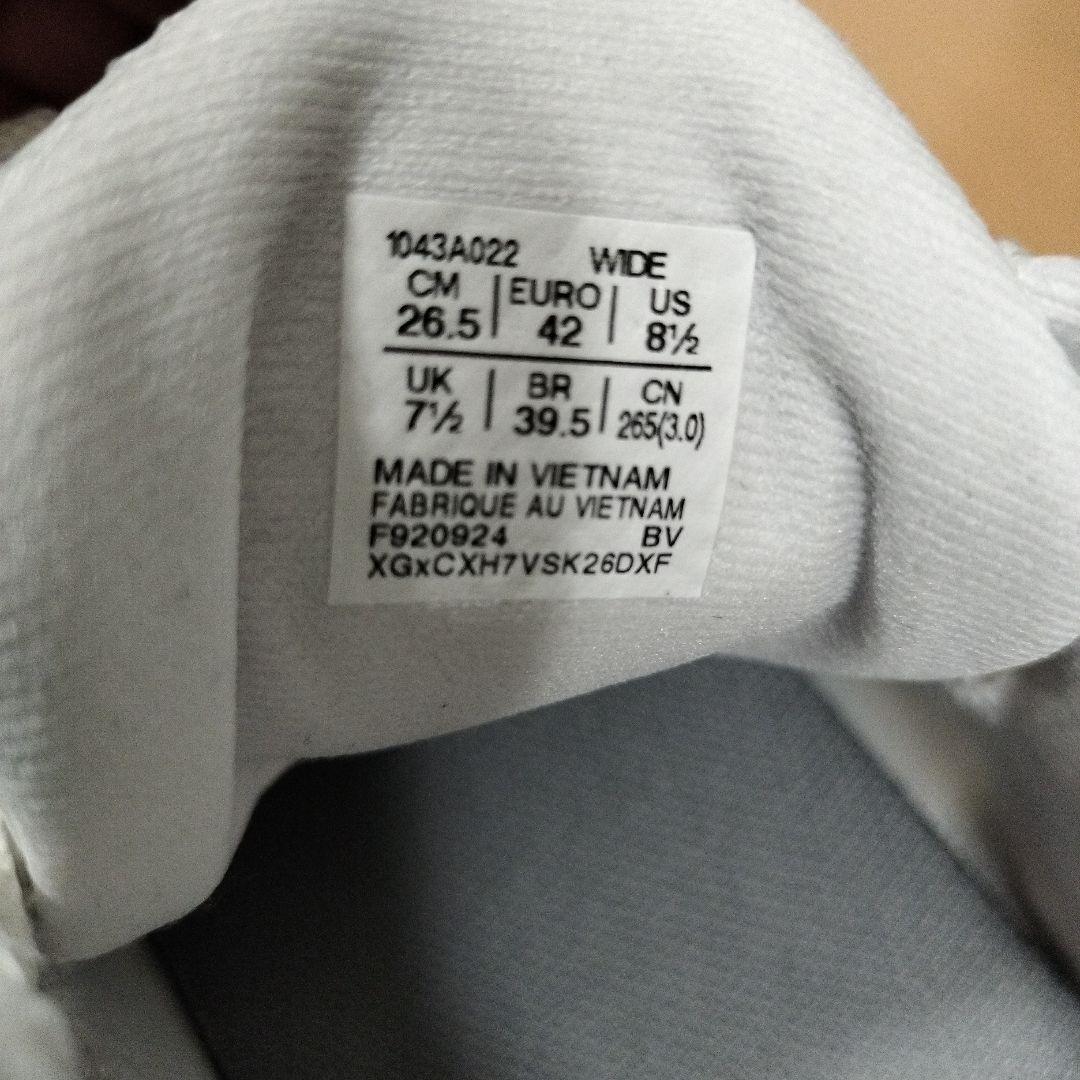 1043A022 WIDE
CM | EURO | US
26.5 | 42 | 8½
UK | BR | CN
7½ | 39.5 | 265(3.0)
MADE IN VIETNAM
FABRIQUE AU VIETNAM
F920924 BV
XGxCXH7VSK26DXF